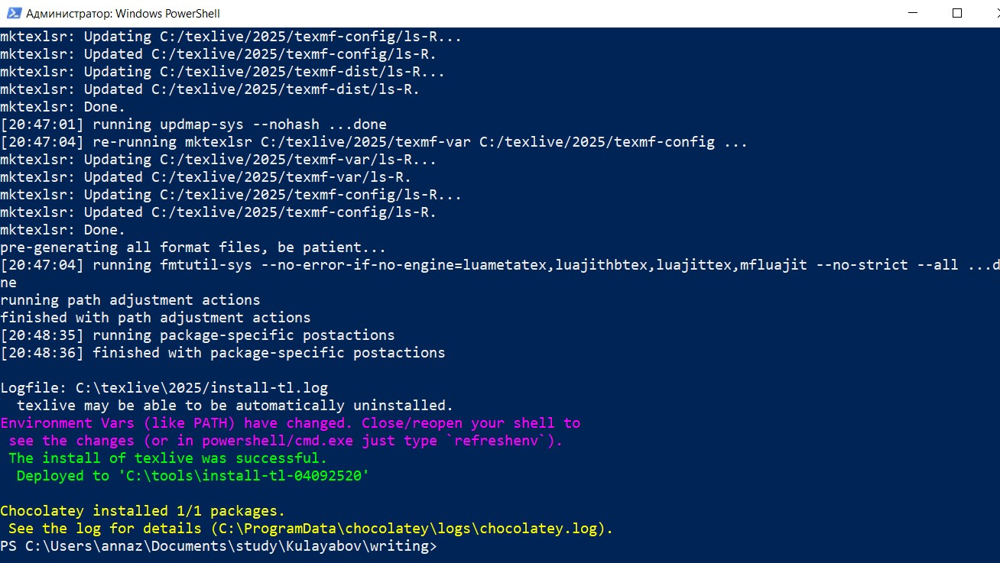 Администратор: Windows PowerShell
mktexlsr: Updating C:/texlive/2025/texmf-config/ls-R...
mktexlsr: Updated C:/texlive/2025/texmf-config/ls-R.
mktexlsr: Updating C:/texlive/2025/texmf-dist/ls-R...
mktexlsr: Updated C:/texlive/2025/texmf-dist/ls-R.
mktexlsr: Done.
[20:47:01] running updmap-sys --nohash ...done
[20:47:04] re-running mktexlsr C:/texlive/2025/texmf-var C:/texlive/2025/texmf-config ...
mktexlsr: Updating C:/texlive/2025/texmf-var/ls-R...
mktexlsr: Updated C:/texlive/2025/texmf-var/ls-R.
mktexlsr: Updating C:/texlive/2025/texmf-config/ls-R...
mktexlsr: Updated C:/texlive/2025/texmf-config/ls-R.
mktexlsr: Done.
pre-generating all format files, be patient...
[20:47:04] running fmtutil-sys --no-error-if-no-engine=luametatex,luajithbtex,luajittex,mfluajit --no-strict --all ...d
ne
running path adjustment actions
finished with path adjustment actions
[20:48:35] running package-specific postactions
[20:48:36] finished with package-specific postactions
Logfile: C:\texlive\2025/install-tl.log
texlive may be able to be automatically uninstalled.
Environment Vars (like PATH) have changed. Close/reopen your shell to
see the changes (or in powershell/cmd.exe just type `refreshenv`).
The install of texlive was successful.
Deployed to 'C:\tools\install-tl-04092520'
Chocolatey installed 1/1 packages.
See the log for details (C:\ProgramData\chocolatey\logs\chocolatey.log).
PS C:\Users\annaz\Documents\study\Kulayabov\writing>